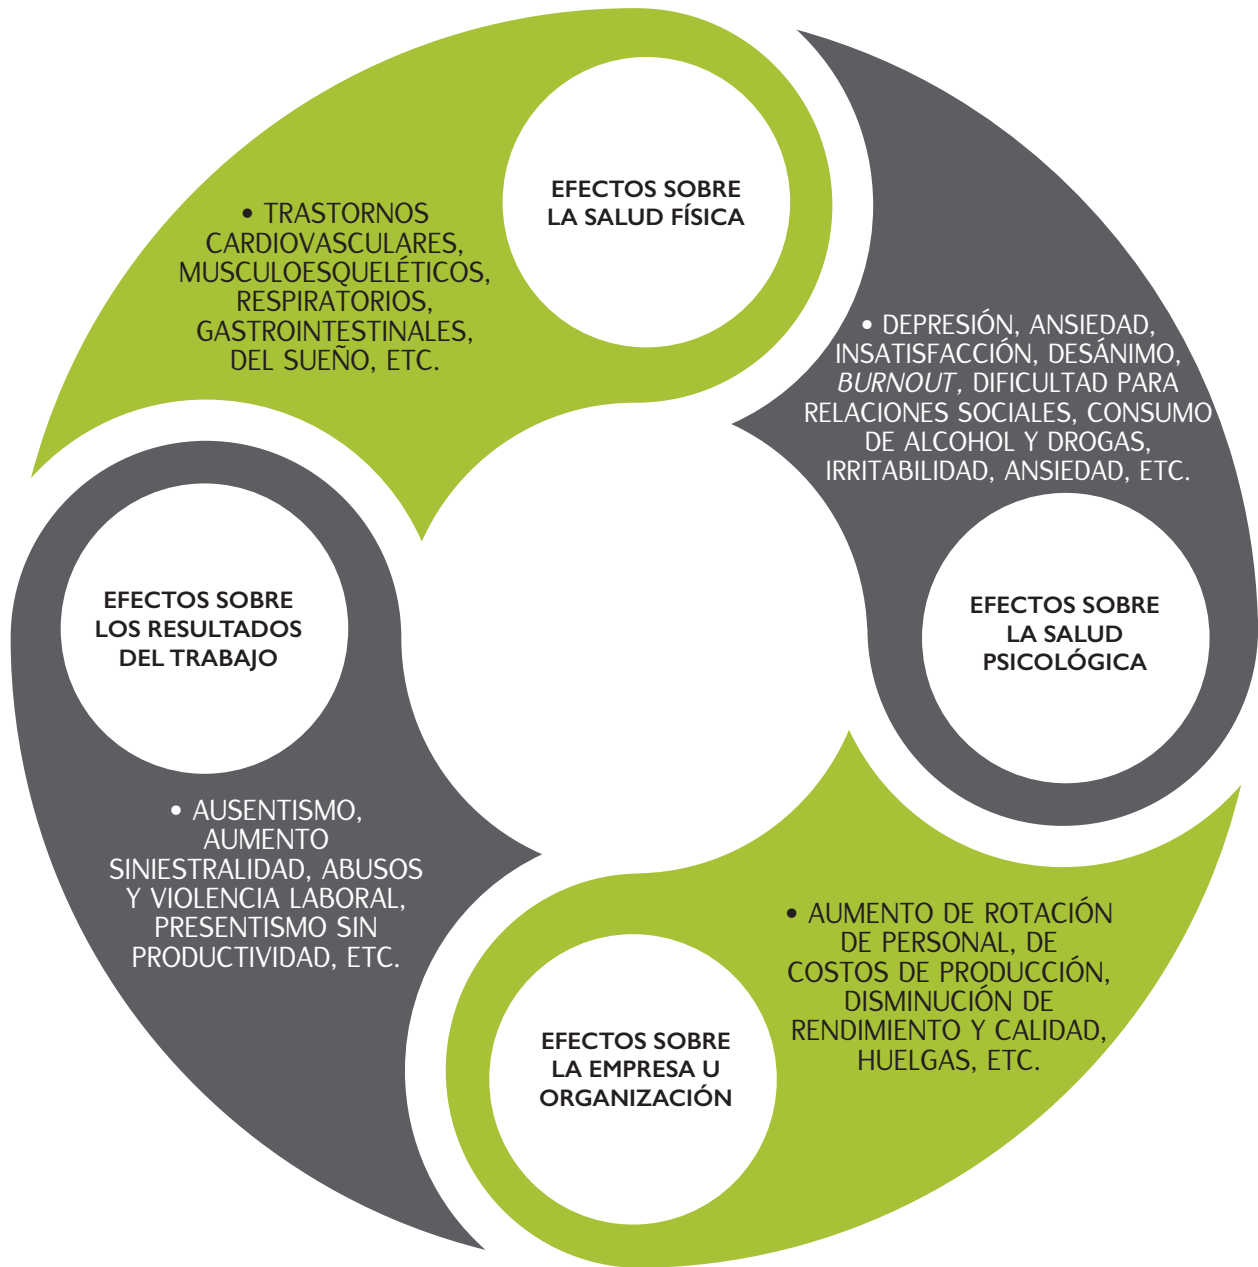 EFECTOS SOBRE
LA SALUD FÍSICA
• TRASTORNOS
CARDIOVASCULARES,
MUSCULOESQUELÉTICOS,
RESPIRATORIOS,
GASTROINTESTINALES,
DEL SUEÑO, ETC.
• DEPRESIÓN, ANSIEDAD,
INSATISFACCIÓN, DESÁNIMO,
BURNOUT, DIFICULTAD PARA
RELACIONES SOCIALES, CONSUMO
DE ALCOHOL Y DROGAS,
IRRITABILIDAD, ANSIEDAD, ETC.
EFECTOS SOBRE
LA SALUD
PSICOLÓGICA
EFECTOS SOBRE
LOS RESULTADOS
DEL TRABAJO
• AUSENTISMO,
AUMENTO
SINIESTRALIDAD, ABUSOS
Y VIOLENCIA LABORAL,
PRESENTISMO SIN
PRODUCTIVIDAD, ETC.
• AUMENTO DE ROTACIÓN
DE PERSONAL, DE
COSTOS DE PRODUCCIÓN,
DISMINUCIÓN DE
RENDIMIENTO Y CALIDAD,
HUELGAS, ETC.
EFECTOS SOBRE
LA EMPRESA U
ORGANIZACIÓN